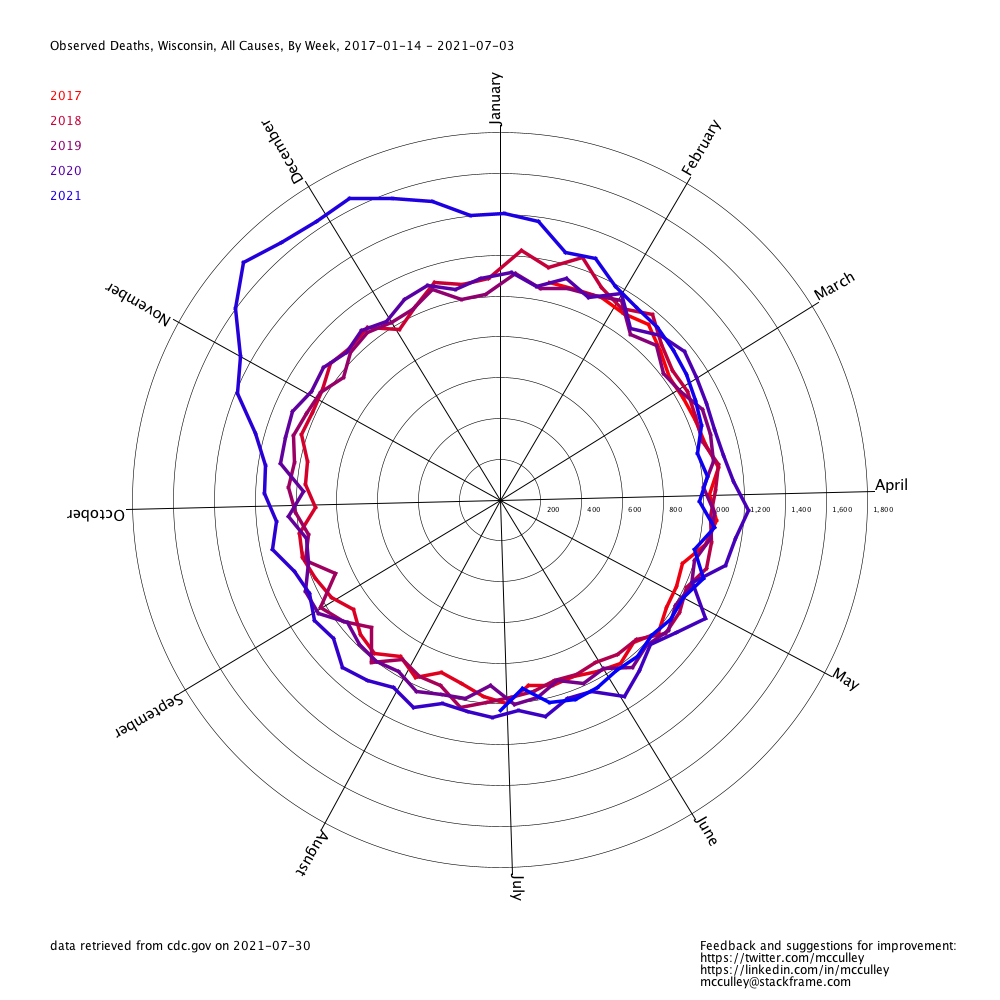 Observed Deaths, Wisconsin, All Causes, By Week, 2017-01-14 - 2021-07-03
2017
2018
2019
2020
2021
January
February
March
April
May
June
July
August
September
October
November
December
200 400 600 800 1,000 1,200 1,400 1,600 1,800
data retrieved from cdc.gov on 2021-07-30
Feedback and suggestions for improvement:
https://twitter.com/mcculley
https://linkedin.com/in/mcculley
mcculley@stackframe.com